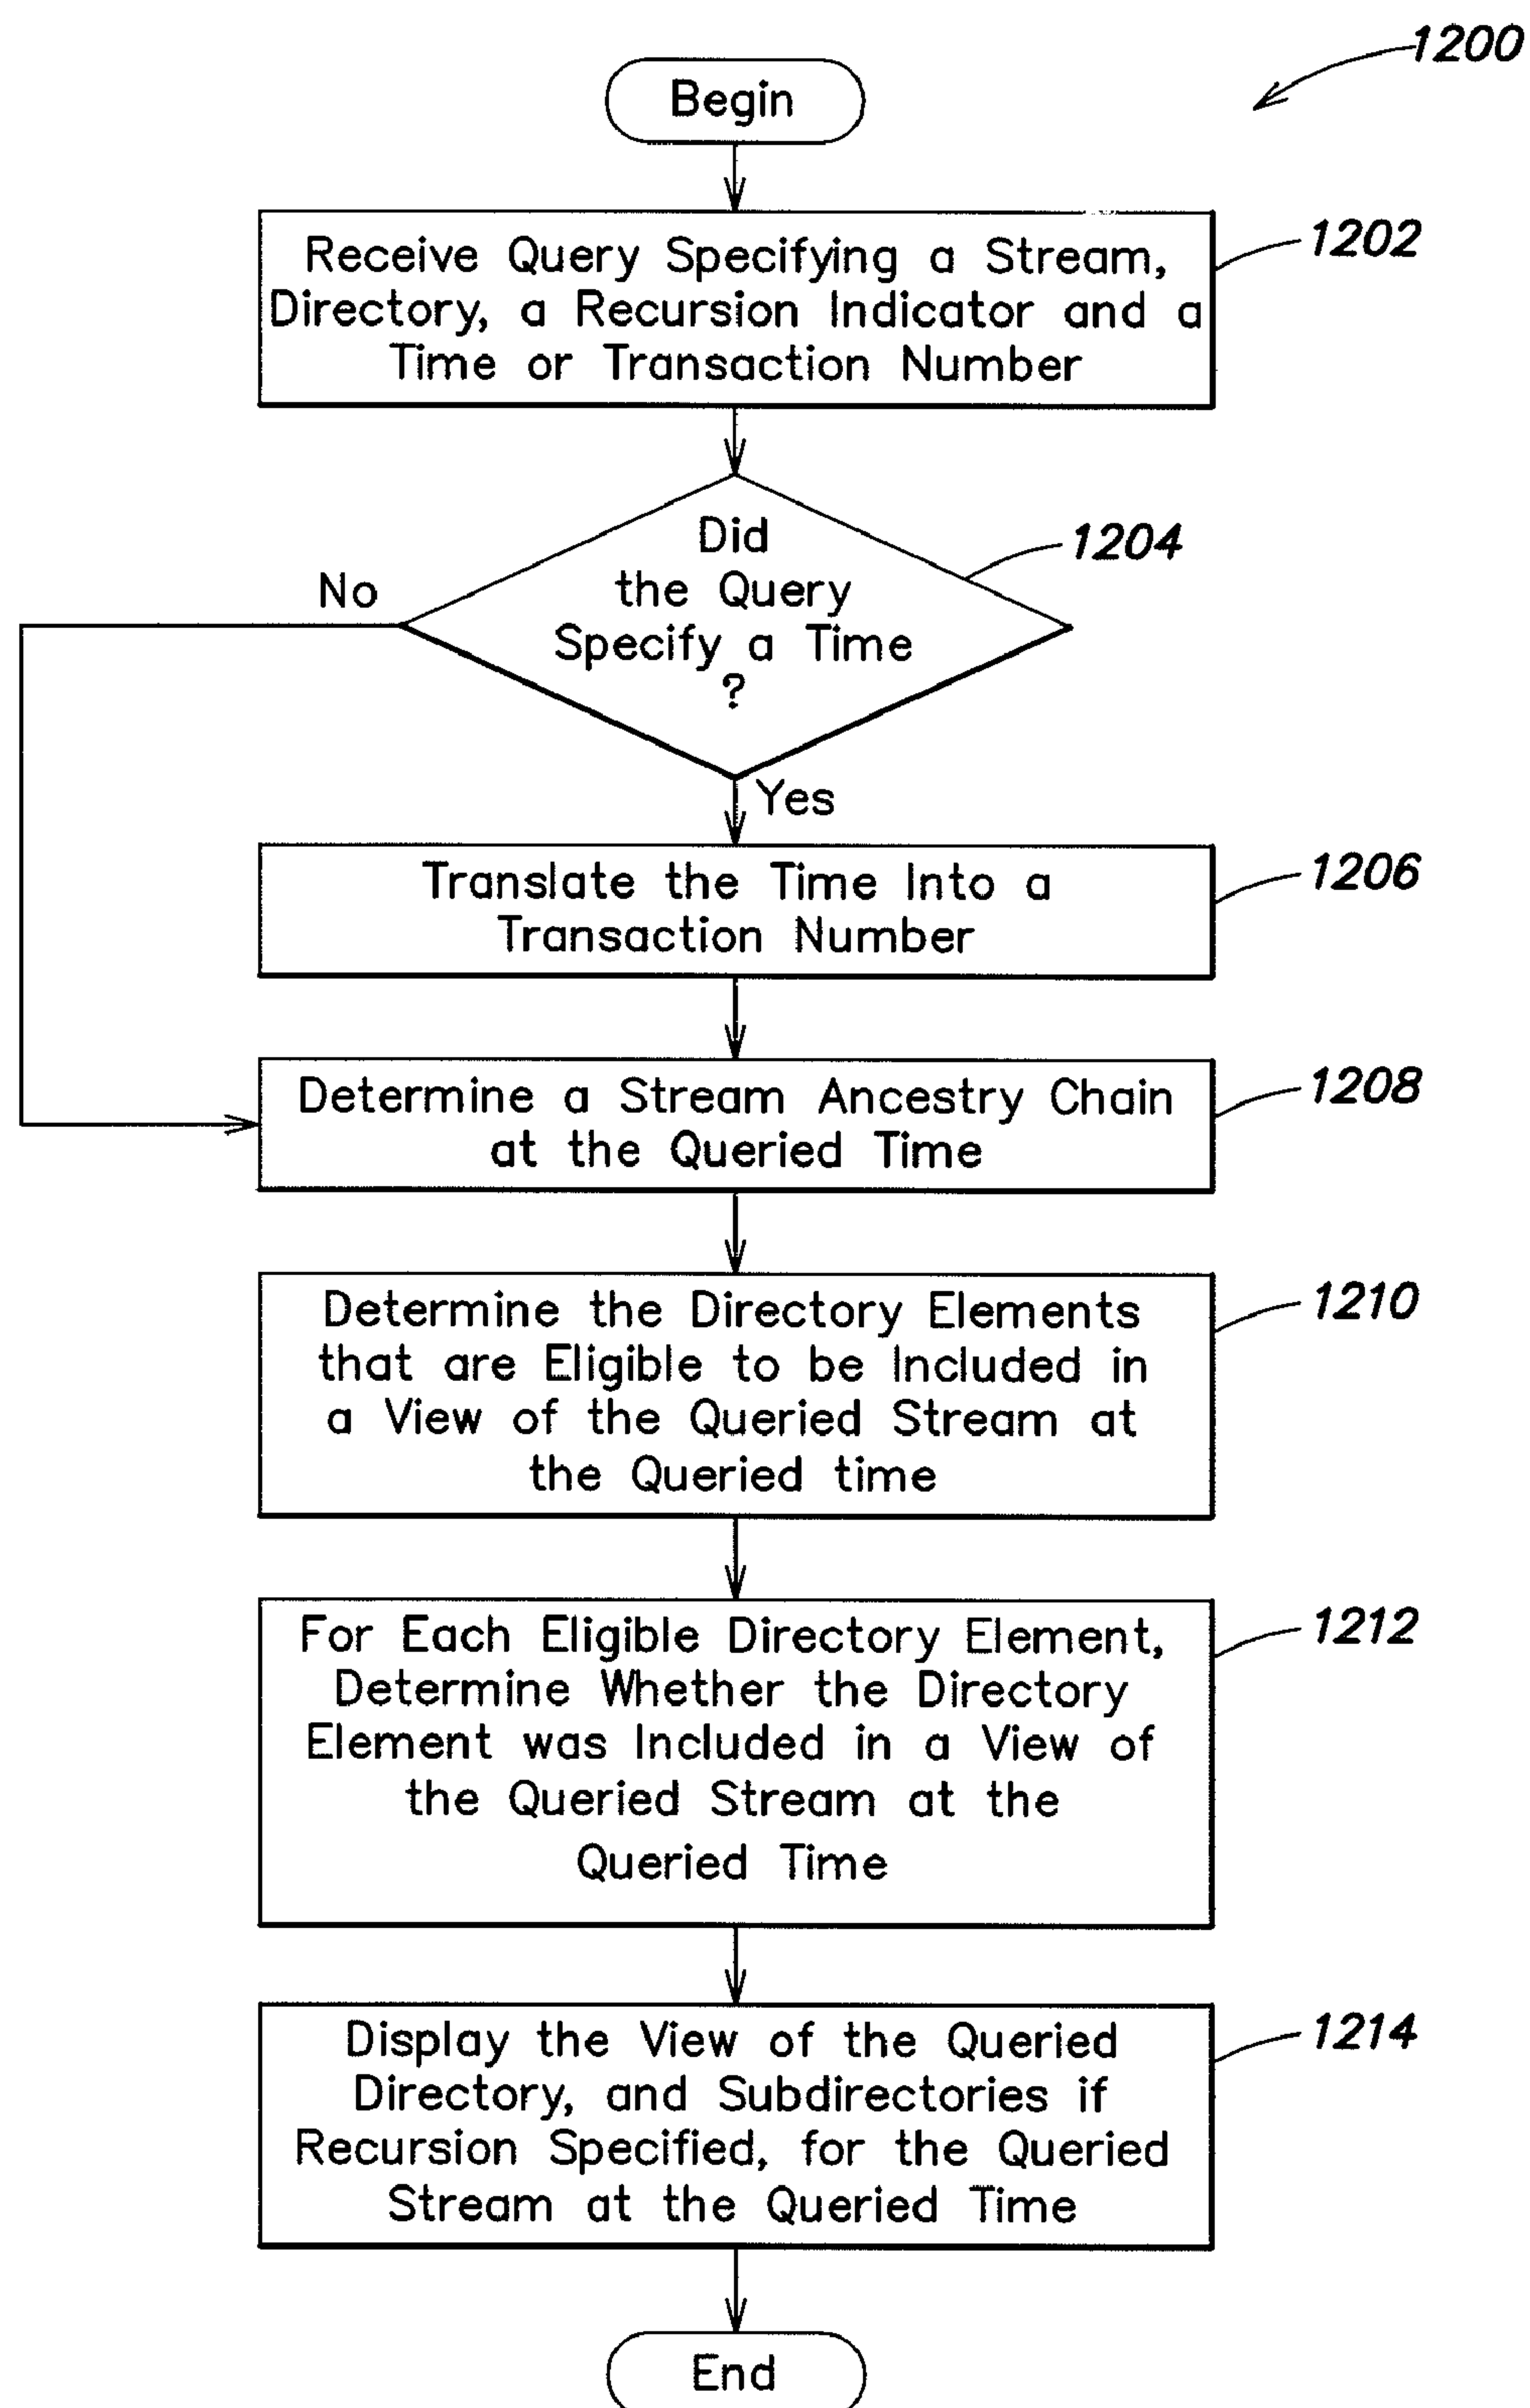 1200
Begin
Receive Query Specifying a Stream,
Directory, a Recursion Indicator and a
Time or Transaction Number
1202
Did
the Query
Specify a Time
?
1204
No
Yes
Translate the Time Into a
Transaction Number
1206
Determine a Stream Ancestry Chain
at the Queried Time
1208
Determine the Directory Elements
that are Eligible to be Included in
a View of the Queried Stream at
the Queried time
1210
For Each Eligible Directory Element,
Determine Whether the Directory
Element was Included in a View of
the Queried Stream at the
Queried Time
1212
Display the View of the Queried
Directory, and Subdirectories if
Recursion Specified, for the Queried
Stream at the Queried Time
1214
End